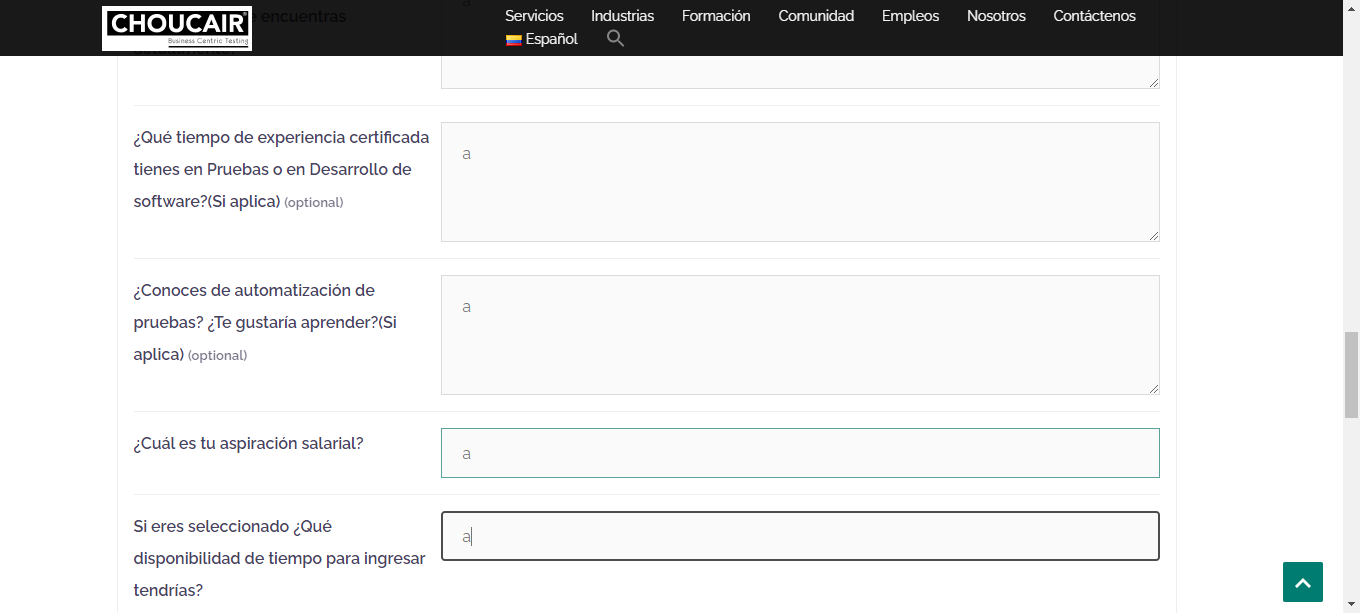 CHOUCAIR
Business Centric Testing
Servicios Industrias Formación Comunidad Empleos Nosotros Contáctenos
Español
e encuentras
a
¿Qué tiempo de experiencia certificada
tienes en Pruebas o en Desarrollo de
software?(Si aplica) (optional)
a
¿Conoces de automatización de
pruebas? ¿Te gustaría aprender?(Si
aplica) (optional)
a
¿Cuál es tu aspiración salarial?
a
Si eres seleccionado ¿Qué
disponibilidad de tiempo para ingresar
tendrías?
a